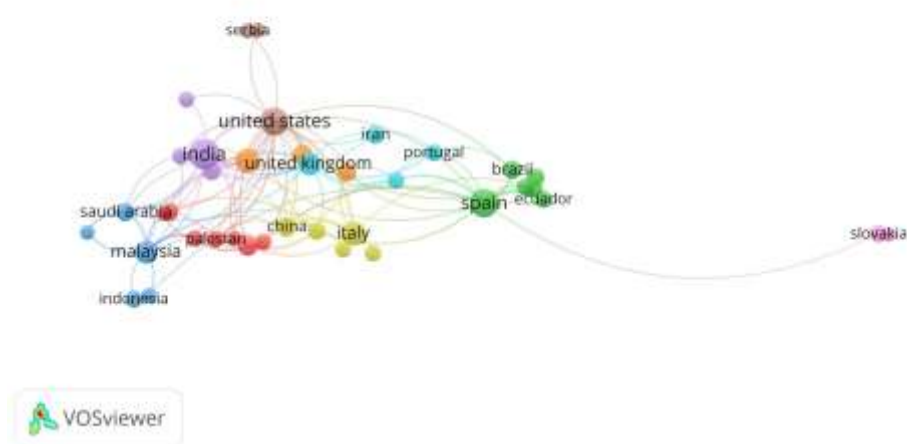 serbia
united states
iran
india
united kingdom
portugal
brazil
spain
ecuador
saudi arabia
china
italy
pakistan
malaysia
slovakia
indonesia
VOSviewer